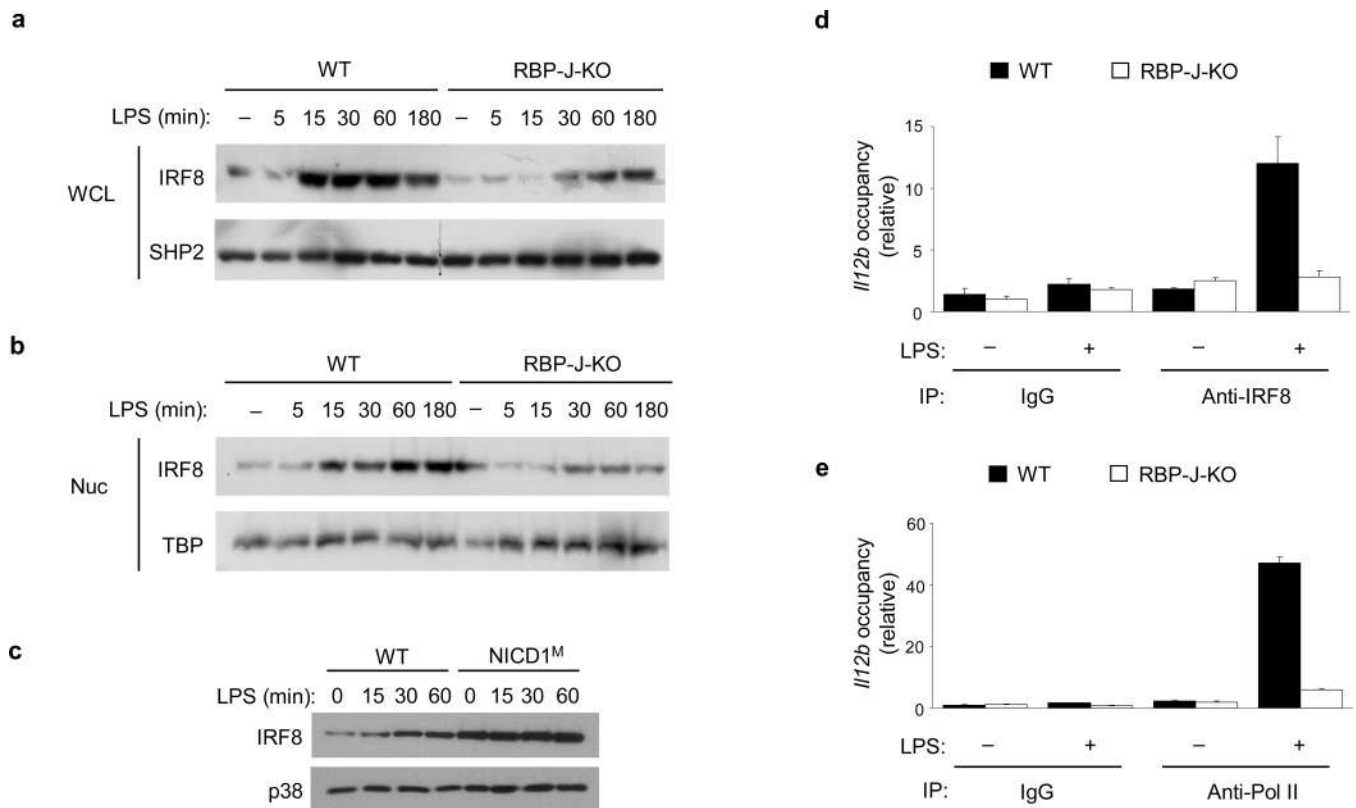 a
WT RBP-J-KO
LPS (min): – 5 15 30 60 180 – 5 15 30 60 180
WCL
IRF8
SHP2
b
WT RBP-J-KO
LPS (min): – 5 15 30 60 180 – 5 15 30 60 180
Nuc
IRF8
TBP
c
WT NICD1ᴹ
LPS (min): 0 15 30 60 0 15 30 60
IRF8
p38
d
WT RBP-J-KO
Il12b occupancy
(relative)
15
10
5
0
LPS: – + – +
IP: IgG Anti-IRF8
e
WT RBP-J-KO
Il12b occupancy
(relative)
60
40
20
0
LPS: – + – +
IP: IgG Anti-Pol II